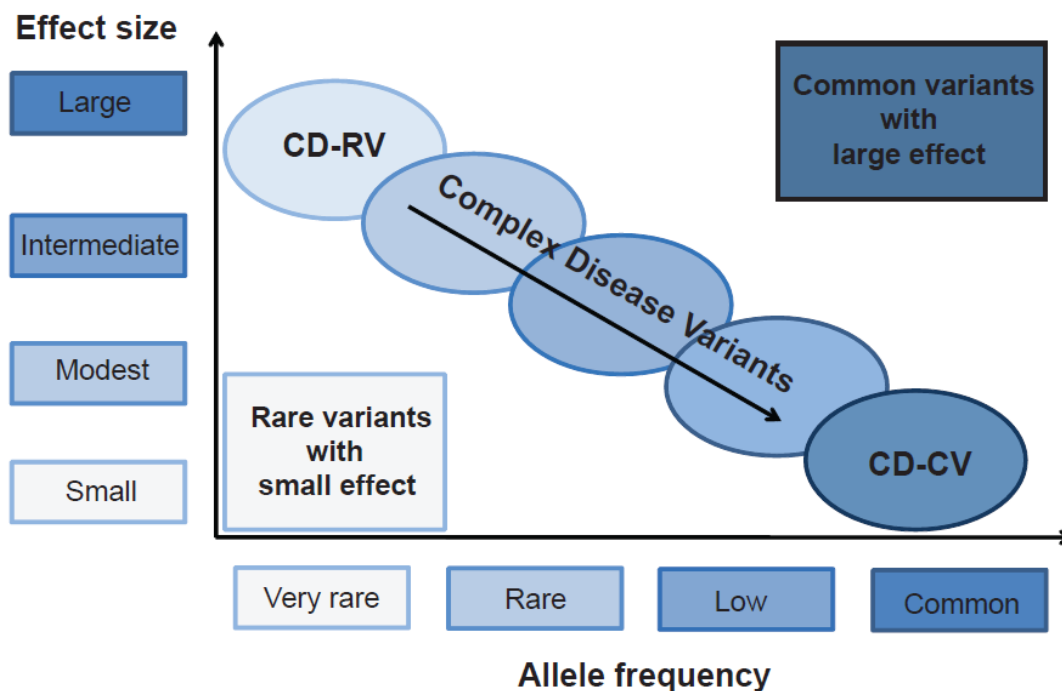 Effect size
Large
Intermediate
Modest
Small
CD-RV
Complex Disease Variants
CD-CV
Common variants
with
large effect
Rare variants
with
small effect
Very rare
Rare
Low
Common
Allele frequency